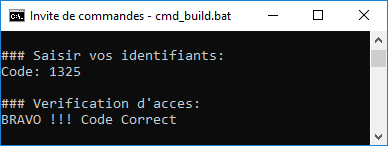 Invite de commandes - cmd_build.bat
### Saisir vos identifiants:
Code: 1325
### Verification d'acces:
BRAVO !!! Code Correct